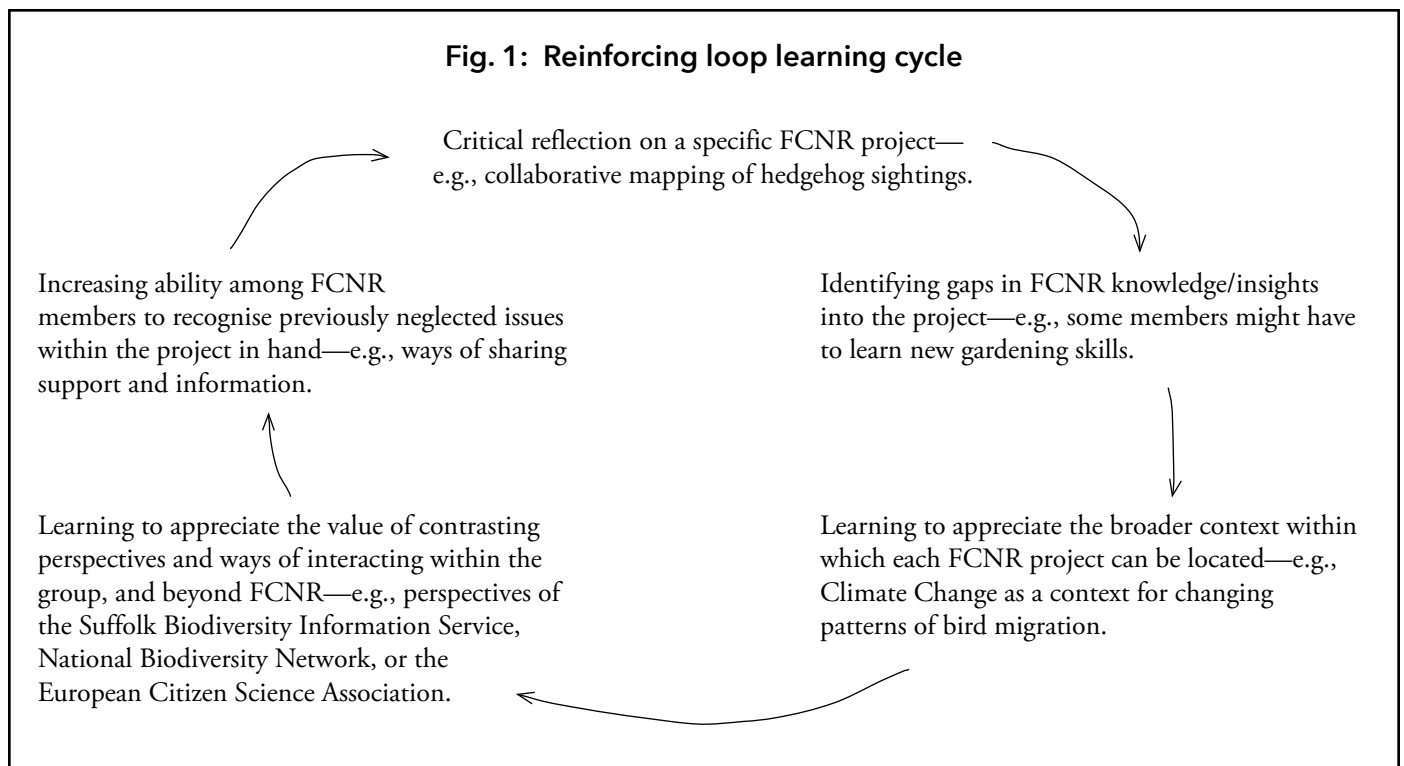 Fig. 1: Reinforcing loop learning cycle
Critical reflection on a specific FCNR project—
e.g., collaborative mapping of hedgehog sightings.
Identifying gaps in FCNR knowledge/insights
into the project—e.g., some members might have
to learn new gardening skills.
Learning to appreciate the broader context within
which each FCNR project can be located—e.g.,
Climate Change as a context for changing
patterns of bird migration.
Learning to appreciate the value of contrasting
perspectives and ways of interacting within the
group, and beyond FCNR—e.g., perspectives of
the Suffolk Biodiversity Information Service,
National Biodiversity Network, or the
European Citizen Science Association.
Increasing ability among FCNR
members to recognise previously neglected issues
within the project in hand—e.g., ways of sharing
support and information.